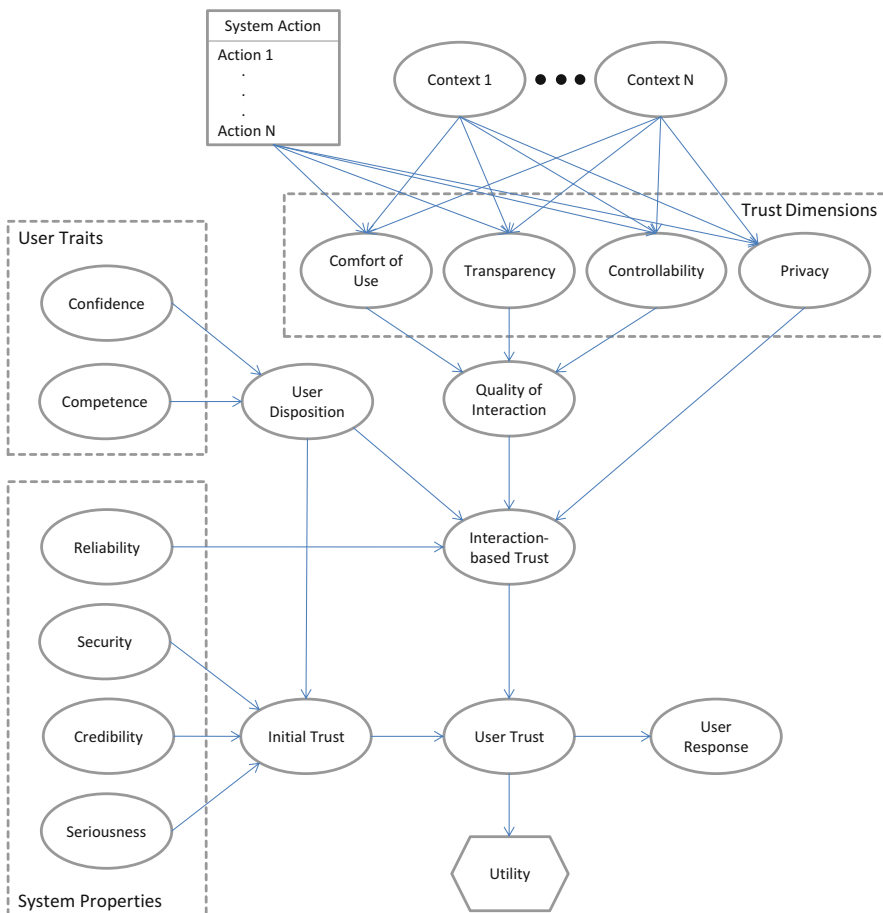 System Action
Action 1
.
.
.
Action N
Context 1
Context N
Trust Dimensions
User Traits
Comfort of
Use
Transparency
Controllability
Privacy
Confidence
Competence
User
Disposition
Quality of
Interaction
Reliability
Interaction-
based Trust
Security
Credibility
Initial Trust
User Trust
User
Response
Seriousness
Utility
System Properties